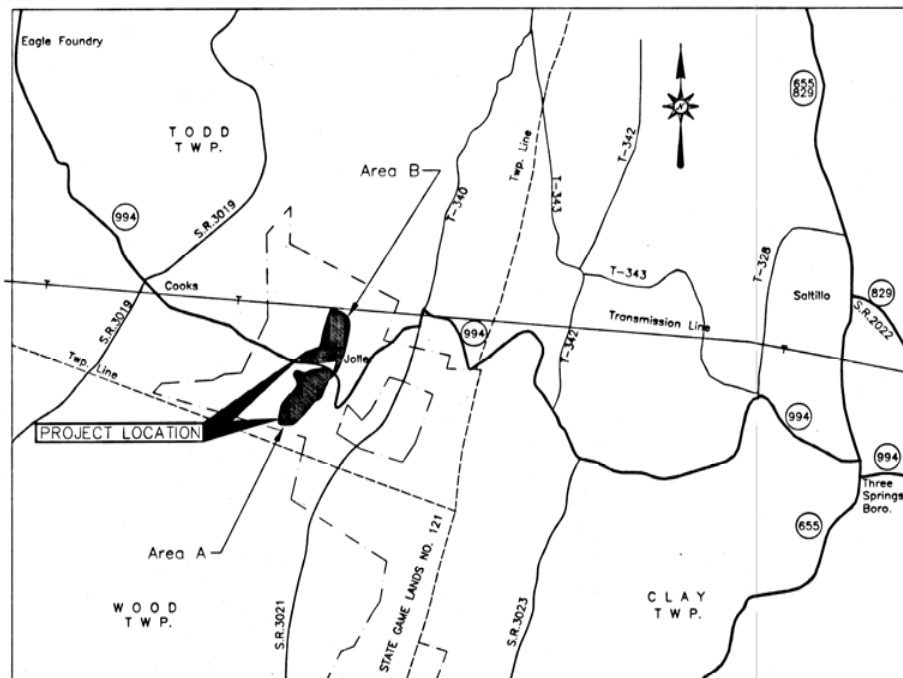 Eagle Foundry
655
829
TODD
TWP.
N
Area B
T-342
Twp. Line
T-340
S.R.3019
T-343
994
T-328
Cooks
T-343
Saltillo
829
S.R.3019
Transmission Line
S.R.2022
994
T-342
Twp. Line
PROJECT LOCATION
994
994
Three
Springs
Boro.
655
Area A
STATE GAME LANDS NO. 121
WOOD
TWP.
S.R.3021
S.R.3023
CLAY
TWP.